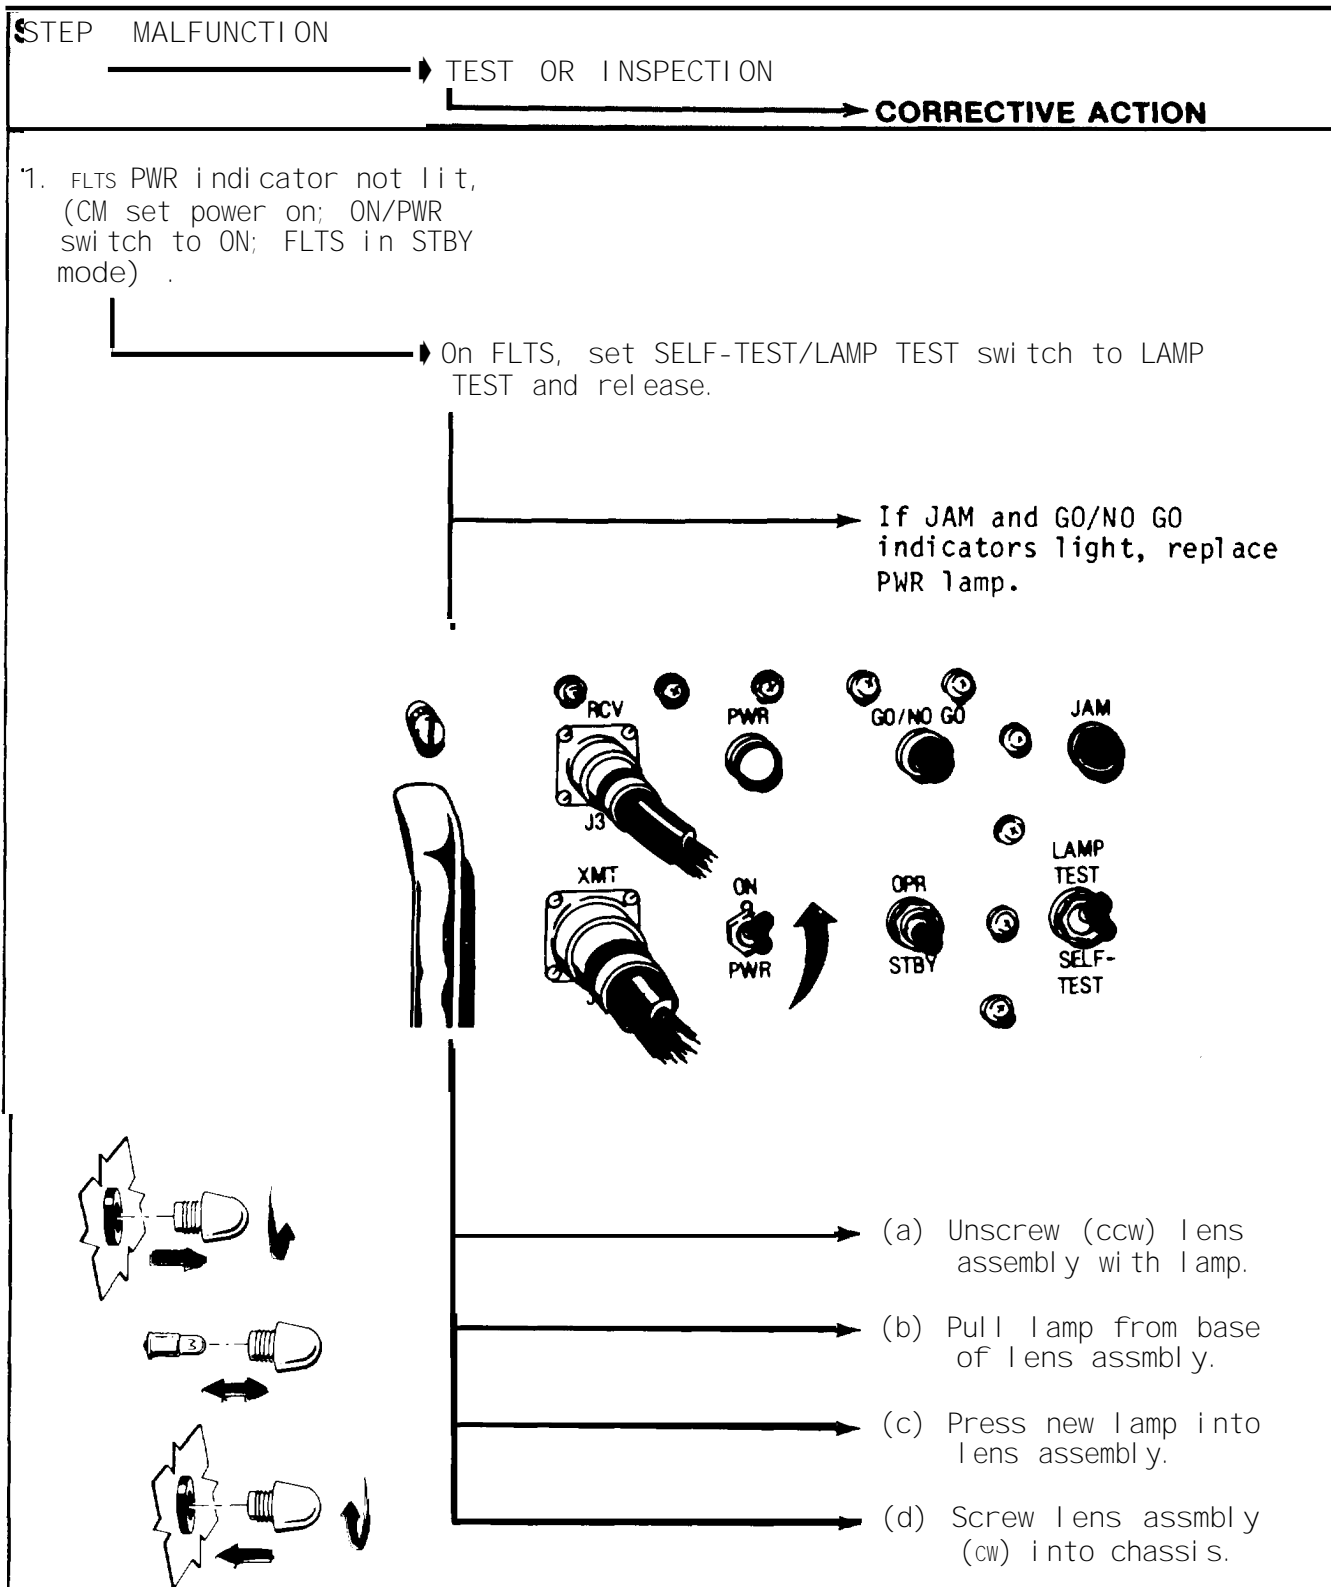 STEP MALFUNCTION
TEST OR INSPECTION
CORRECTIVE ACTION
1. FLTS PWR indicator not lit,
(CM set power on; ON/PWR
switch to ON; FLTS in STBY
mode) .
On FLTS, set SELF-TEST/LAMP TEST switch to LAMP
TEST and release.
If JAM and GO/NO GO
indicators light, replace
PWR lamp.
RCV
PWR
GO/NO GO
JAM
J3
XMT
ON
OPR
LAMP
TEST
PWR
STBY
SELF-
TEST
(a) Unscrew (ccw) lens
assembly with lamp.
(b) Pull lamp from base
of lens assmbly.
(c) Press new lamp into
lens assembly.
(d) Screw lens assmbly
(cw) into chassis.